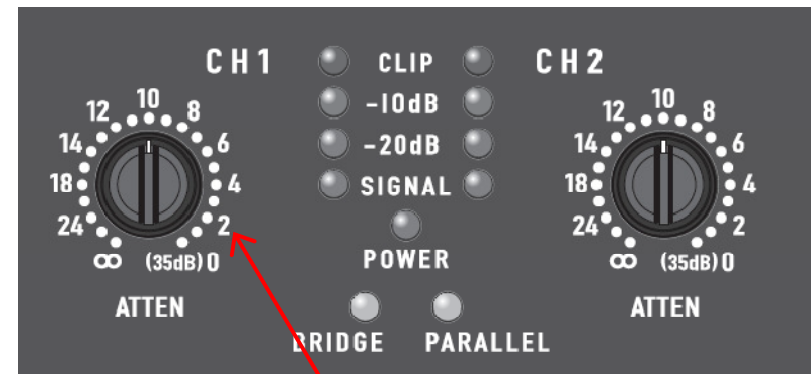 CH1
CLIP
CH2
-10dB
-20dB
SIGNAL
POWER
BRIDGE PARALLEL
10
12 8
14 6
18 4
24 2
∞ (35dB) 0
ATTEN
10
12 8
14 6
18 4
24 2
∞ (35dB) 0
ATTEN